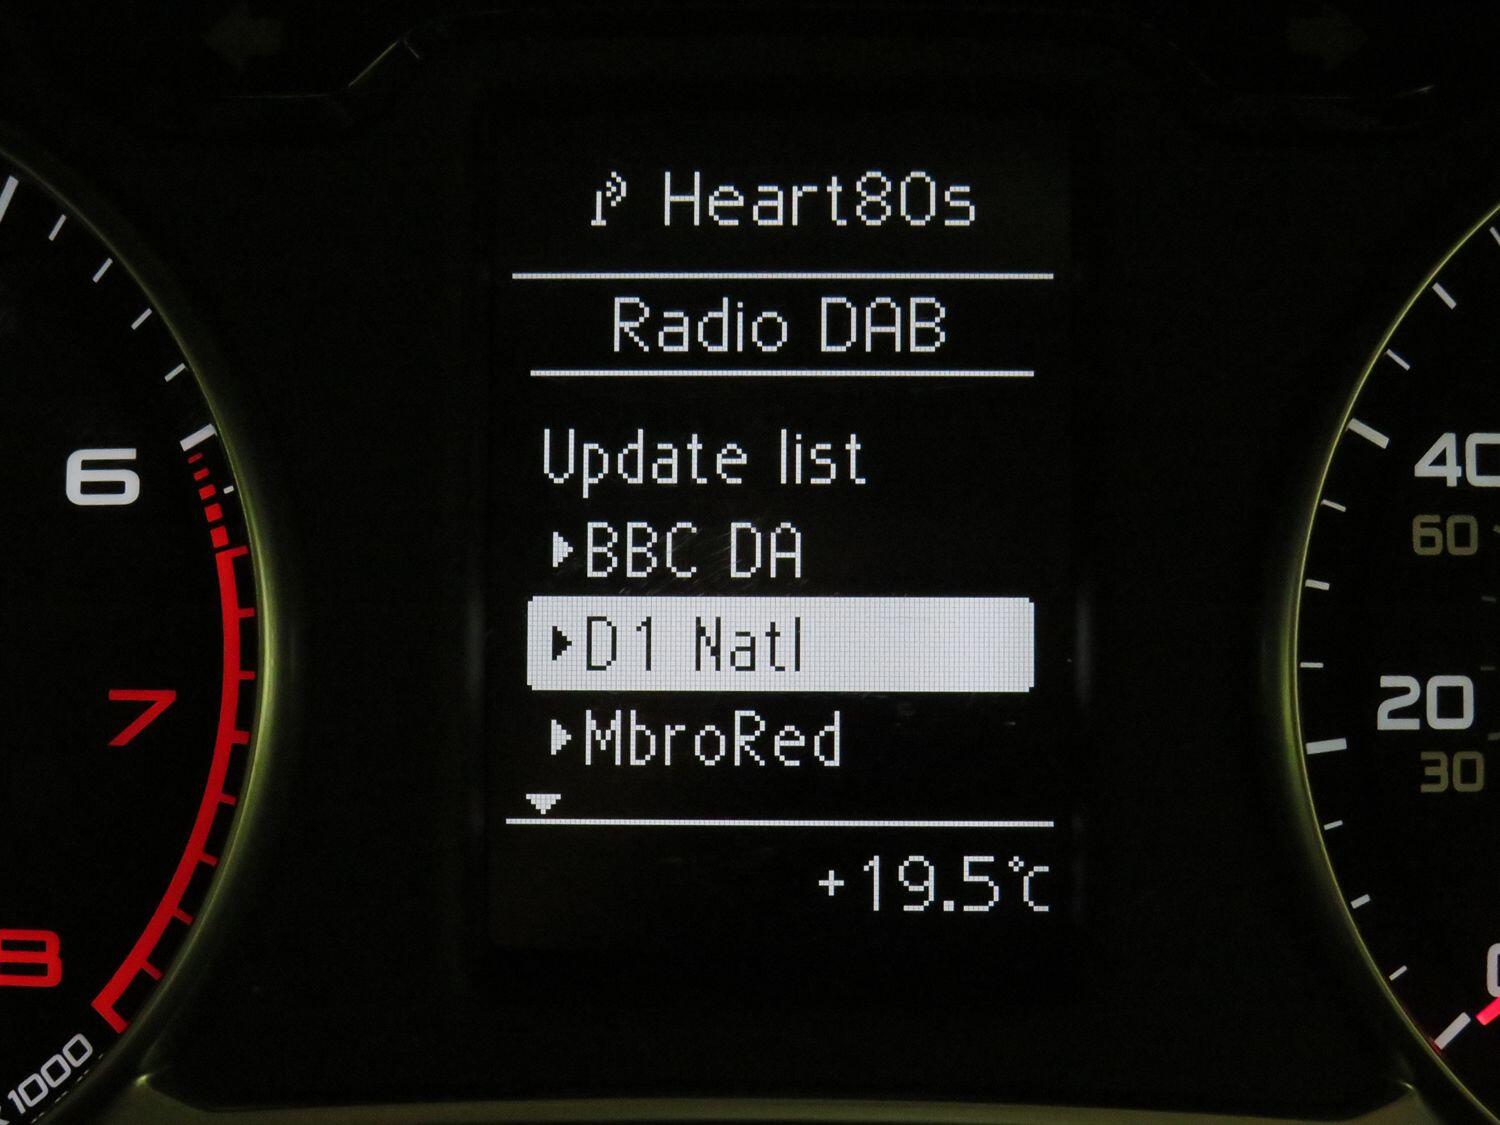 Heart80s
Radio DAB
Update list
BBC DA
D1 Natl
MbroRed
+19.5°C
6
7
8
1000
40
60
20
30